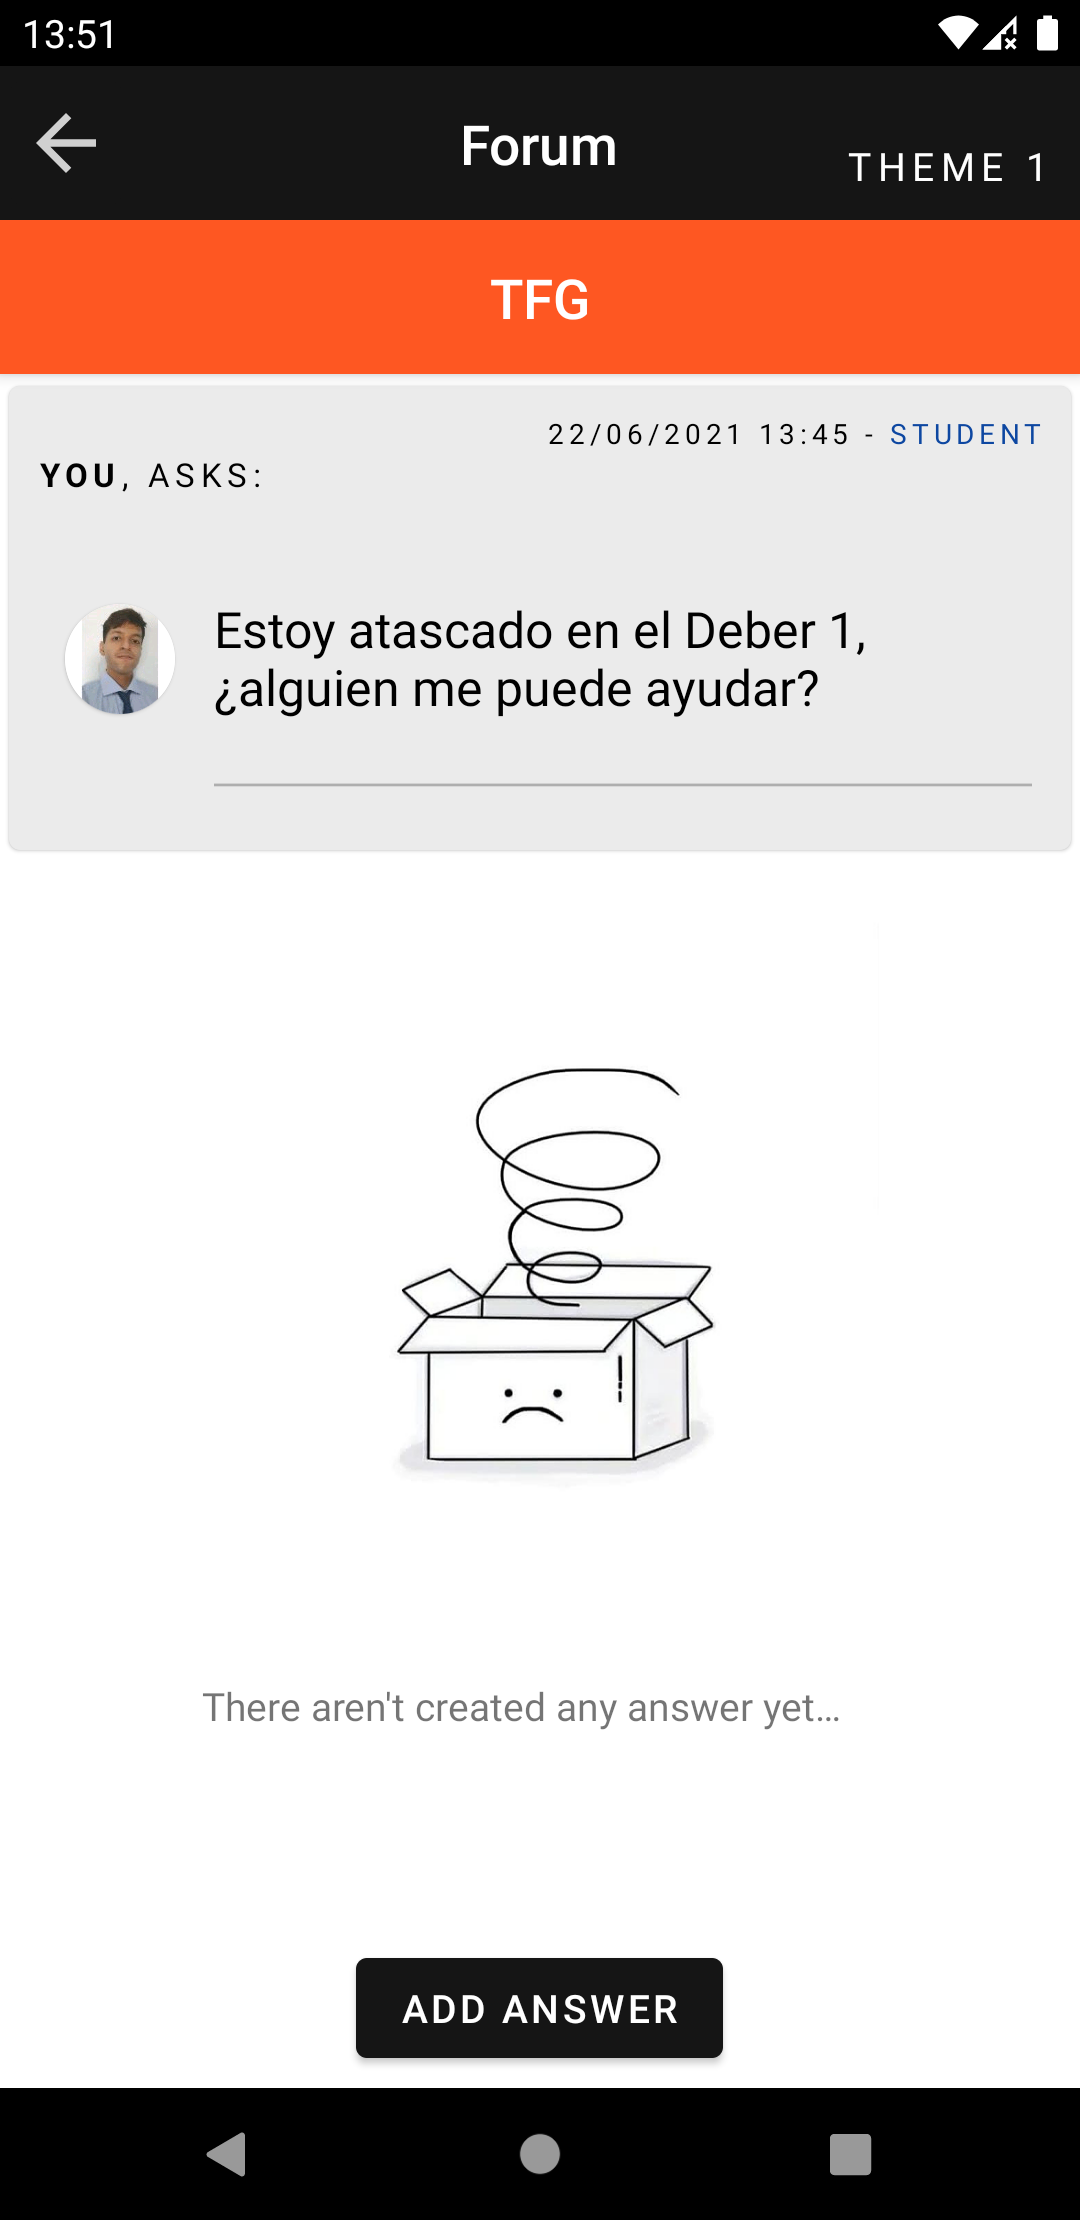 13:51
Forum
THEME 1
TFG
22/06/2021 13:45 - STUDENT
YOU, ASKS:
Estoy atascado en el Deber 1,
¿alguien me puede ayudar?
There aren't created any answer yet...
ADD ANSWER